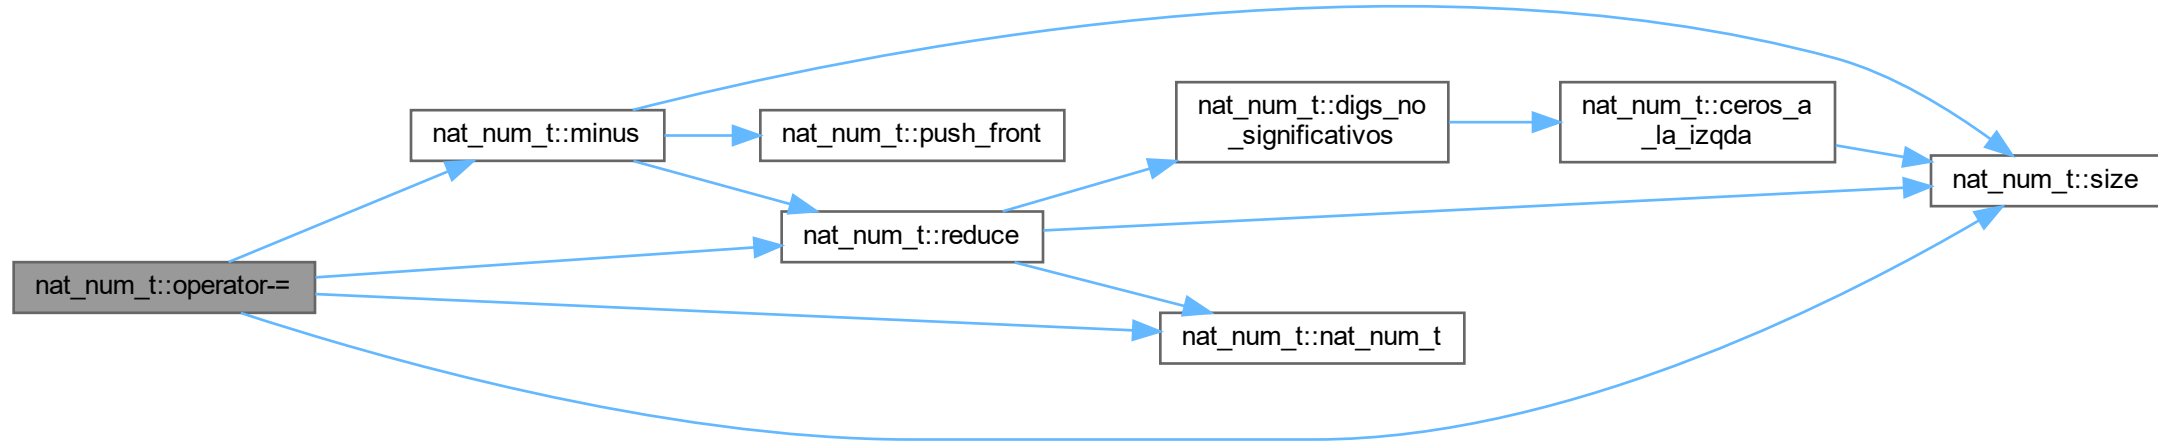 nat_num_t::operator-=
nat_num_t::minus
nat_num_t::push_front
nat_num_t::reduce
nat_num_t::digs_no
_significativos
nat_num_t::nat_num_t
nat_num_t::ceros_a
_la_izqda
nat_num_t::size